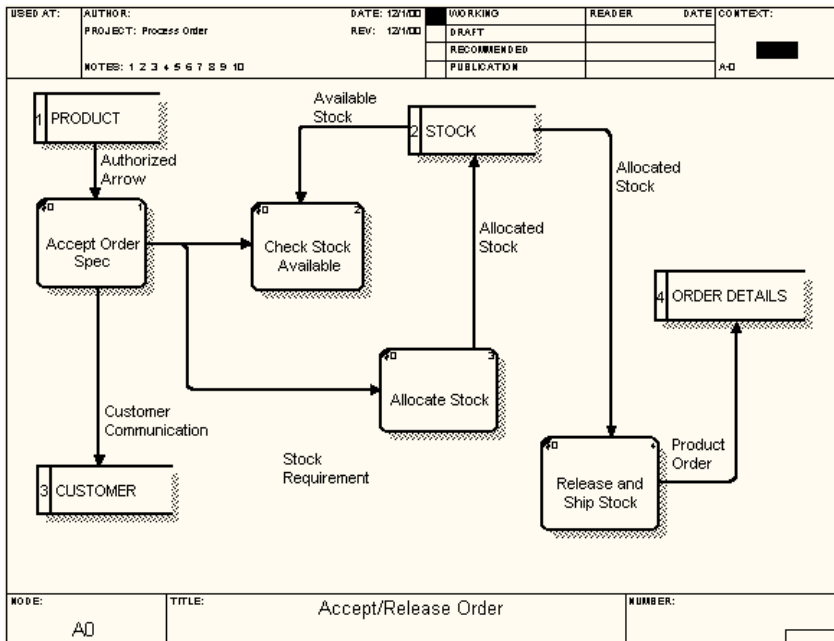 USED AT:
AUTHOR:
DATE: 12/1/00
WORKING
READER
DATE
CONTEXT:
PROJECT: Process Order
REV: 12/1/00
DRAFT
RECOMMENDED
NOTES: 1 2 3 4 5 6 7 8 9 10
PUBLICATION
A-0
1 PRODUCT
Available
Stock
2 STOCK
Authorized
Arrow
Allocated
Stock
$0 1
Accept Order
Spec
$0 2
Check Stock
Available
Allocated
Stock
4 ORDER DETAILS
$0 3
Allocate Stock
Customer
Communication
Stock
Requirement
3 CUSTOMER
$0 4
Release and
Ship Stock
Product
Order
NODE:
A0
TITLE:
Accept/Release Order
NUMBER: